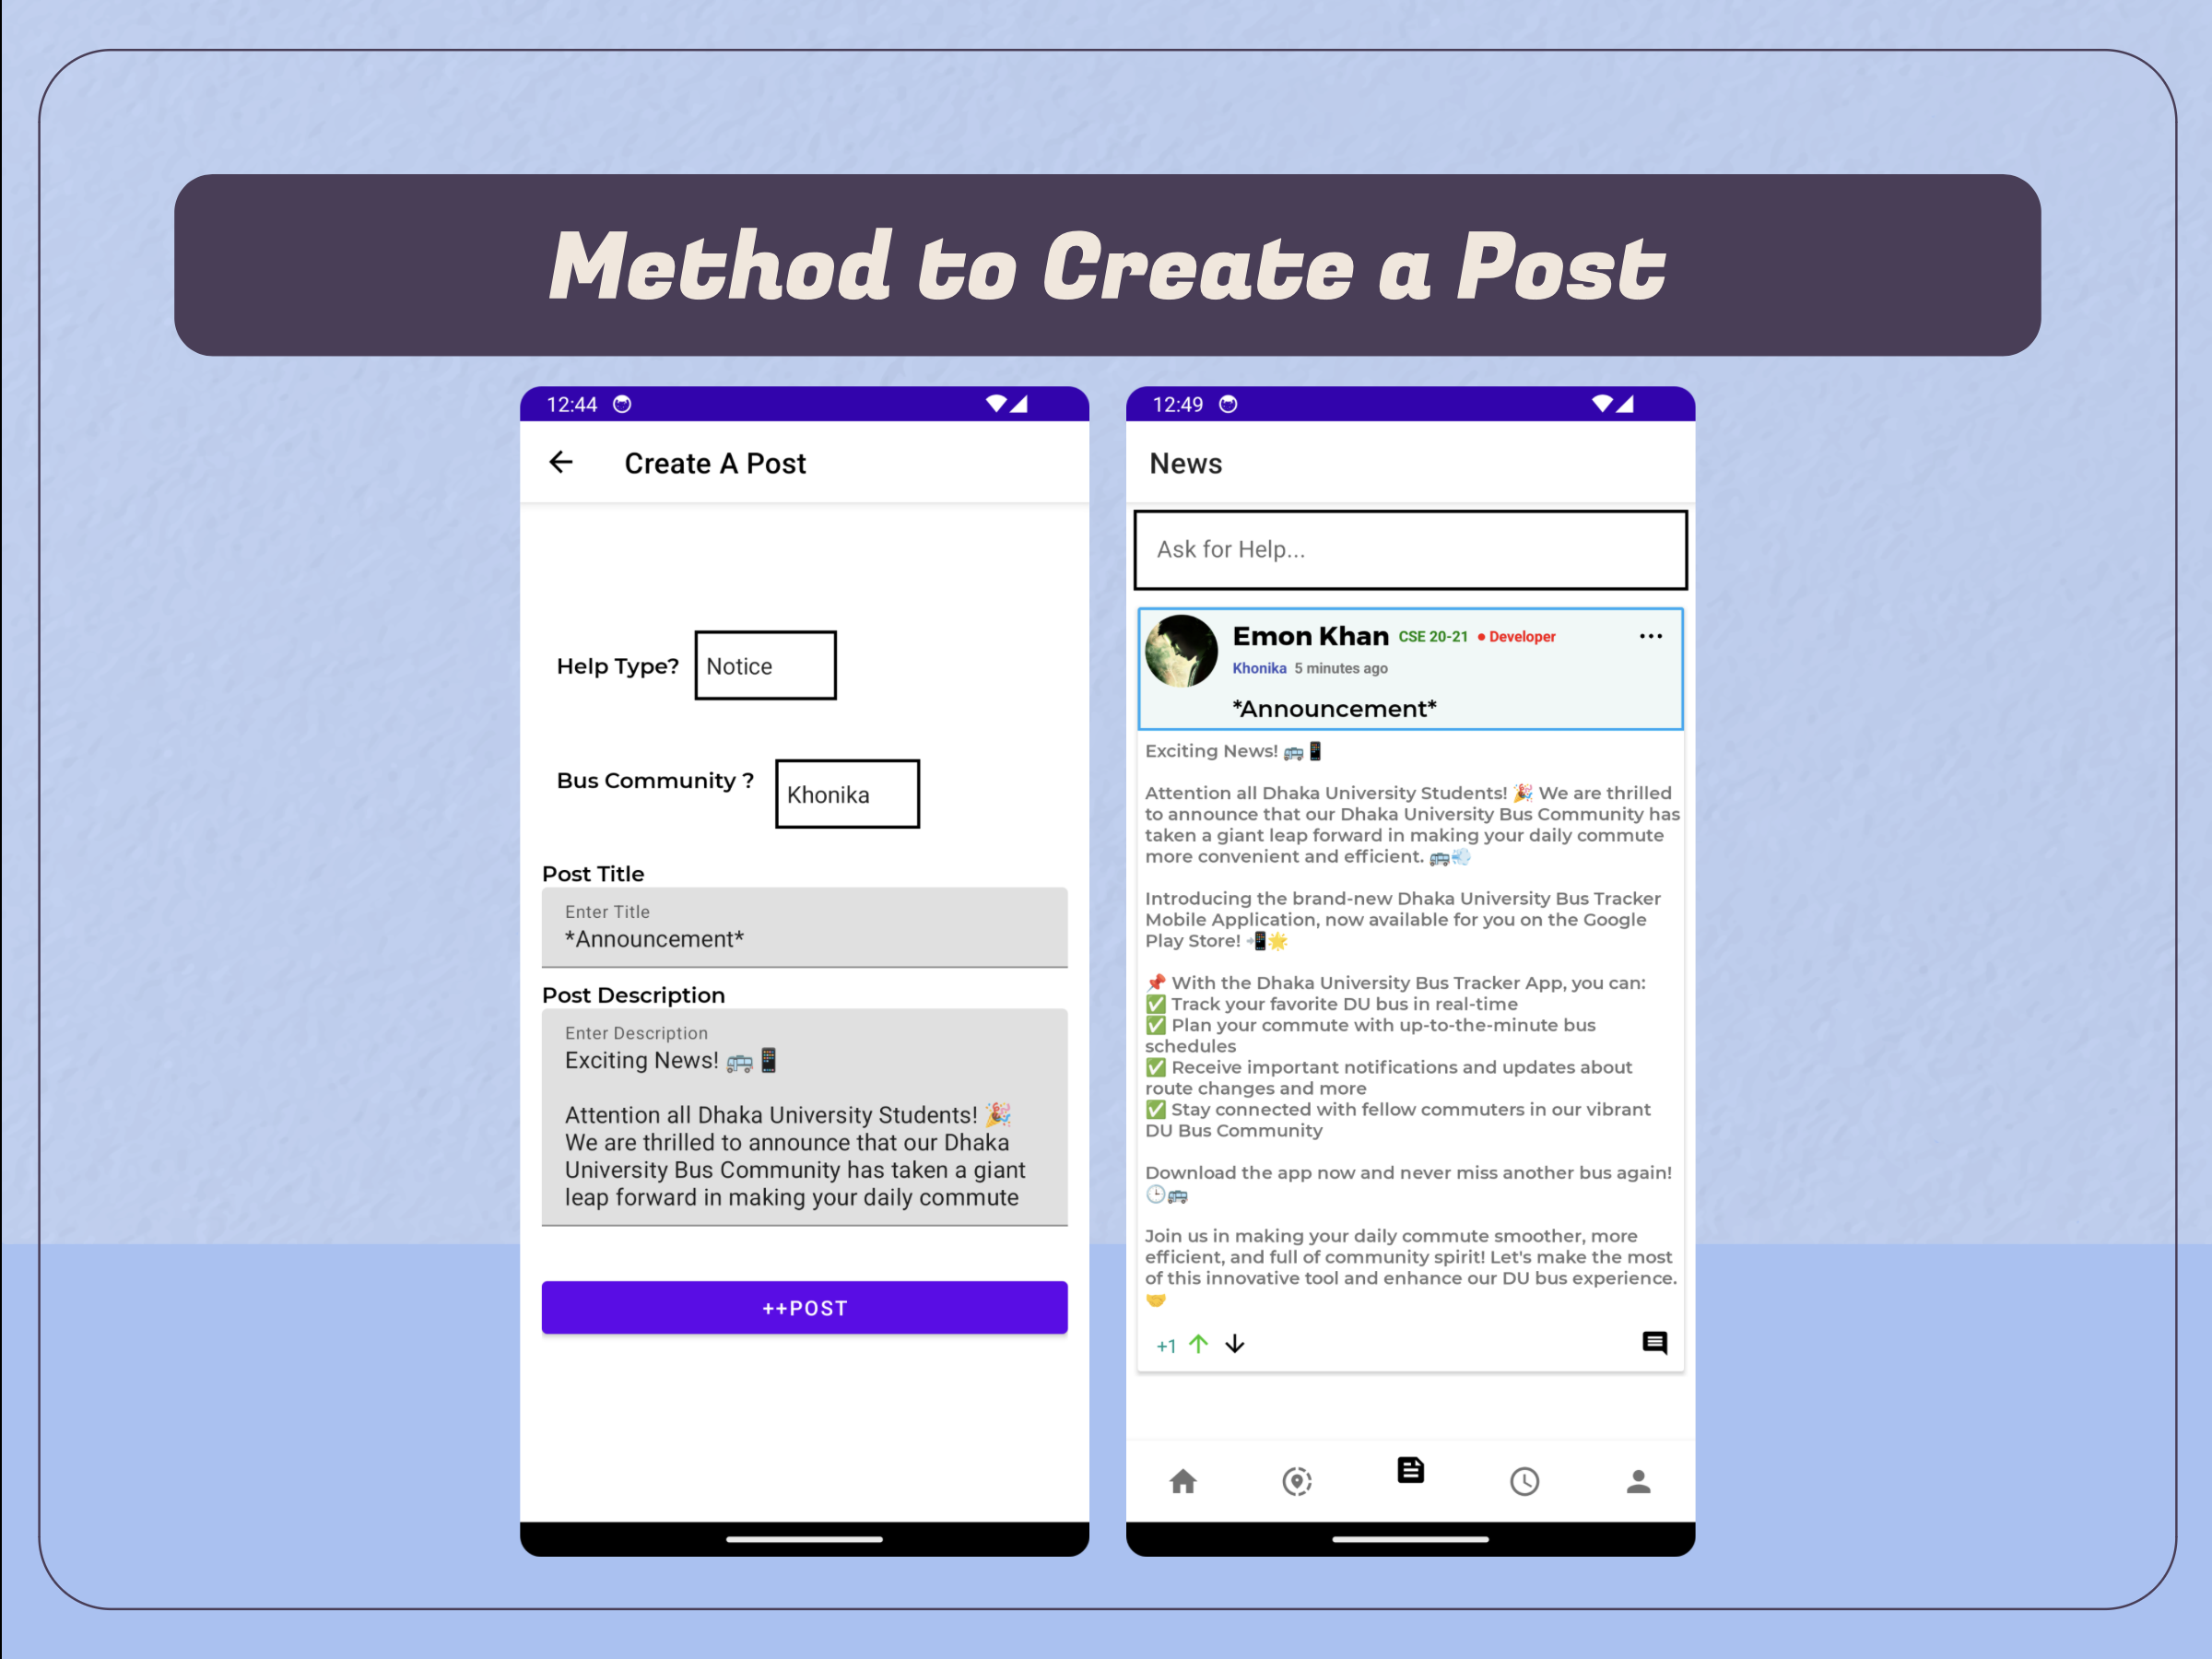 Method to Create a Post
12:44
Create A Post
Help Type?
Notice
Bus Community ?
Khonika
Post Title
Enter Title
*Announcement*
Post Description
Enter Description
Exciting News! 🚌📱
Attention all Dhaka University Students! 🎉
We are thrilled to announce that our Dhaka
University Bus Community has taken a giant
leap forward in making your daily commute
++POST
12:49
News
Ask for Help...
Emon Khan CSE 20-21 • Developer
Khonika 5 minutes ago
*Announcement*
Exciting News! 🚌📱
Attention all Dhaka University Students! 🎉 We are thrilled
to announce that our Dhaka University Bus Community has
taken a giant leap forward in making your daily commute
more convenient and efficient. 🚌💨
Introducing the brand-new Dhaka University Bus Tracker
Mobile Application, now available for you on the Google
Play Store! 📲🌟
📌 With the Dhaka University Bus Tracker App, you can:
✅ Track your favorite DU bus in real-time
✅ Plan your commute with up-to-the-minute bus
schedules
✅ Receive important notifications and updates about
route changes and more
✅ Stay connected with fellow commuters in our vibrant
DU Bus Community
Download the app now and never miss another bus again!
🕒🚌
Join us in making your daily commute smoother, more
efficient, and full of community spirit! Let's make the most
of this innovative tool and enhance our DU bus experience.
🤝
+1